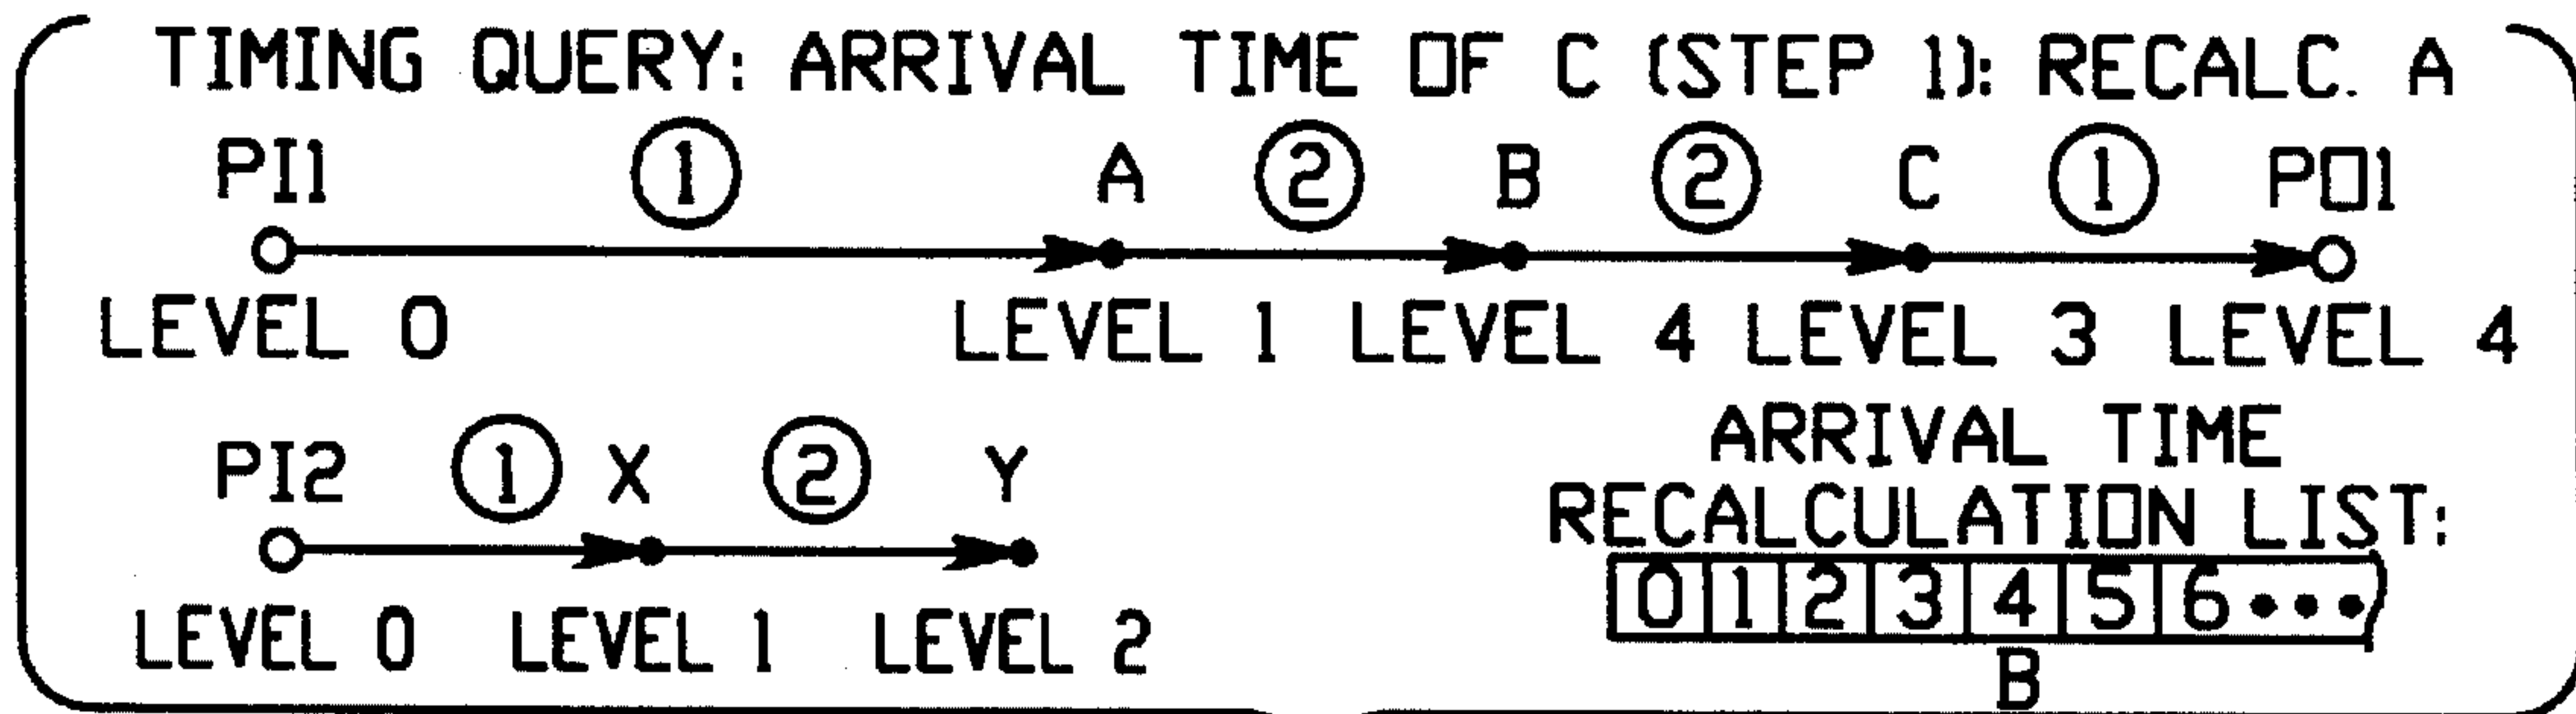 TIMING QUERY: ARRIVAL TIME OF C (STEP 1): RECALC. A
PI1 1 A 2 B 2 C 1 PO1
LEVEL 0 LEVEL 1 LEVEL 4 LEVEL 3 LEVEL 4
PI2 1 X 2 Y
LEVEL 0 LEVEL 1 LEVEL 2
ARRIVAL TIME
RECALCULATION LIST:
0 1 2 3 4 5 6 •••
B